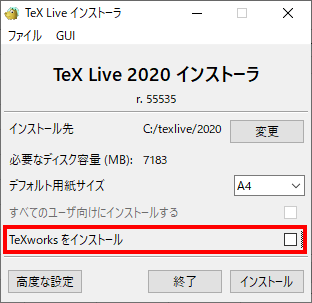 TeX Live 2020 インストーラ
ファイル GUI
TeX Live 2020 インストーラ
r. 55535
インストール先 C:/texlive/2020 変更
必要なディスク容量 (MB): 7183
デフォルト用紙サイズ A4
すべてのユーザ向けにインストールする
TeXworks をインストール
高度な設定 終了 インストール